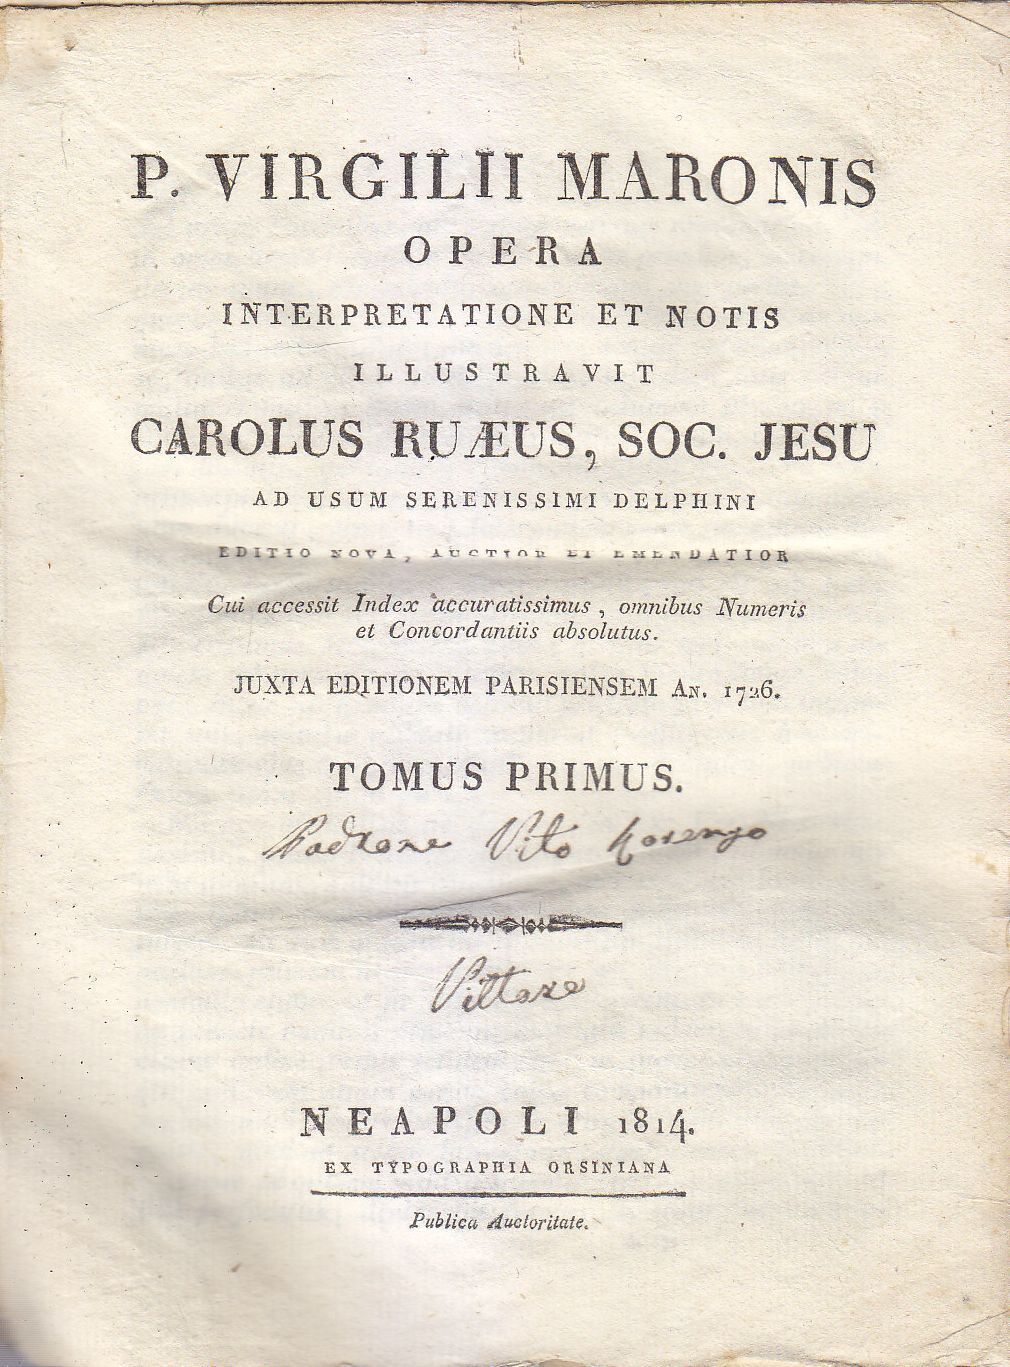 P. VIRGILII MARONIS
OPERA
INTERPRETATIONE ET NOTIS
ILLUSTRAVIT
CAROLUS RUÆUS, SOC. JESU
AD USUM SERENISSIMI DELPHINI
EDITIO NOVA, AUCTIOR ET EMENDATIOR
Cui accessit Index accuratissimus, omnibus Numeris
et Concordantiis absolutus.
JUXTA EDITIONEM PARISIENSEM AN. 1726.
TOMUS PRIMUS.
Padrone Vito
NEAPOLI 1814.
EX TYPOGRAPHIA ORSINIANA
Publica Auctoritate.